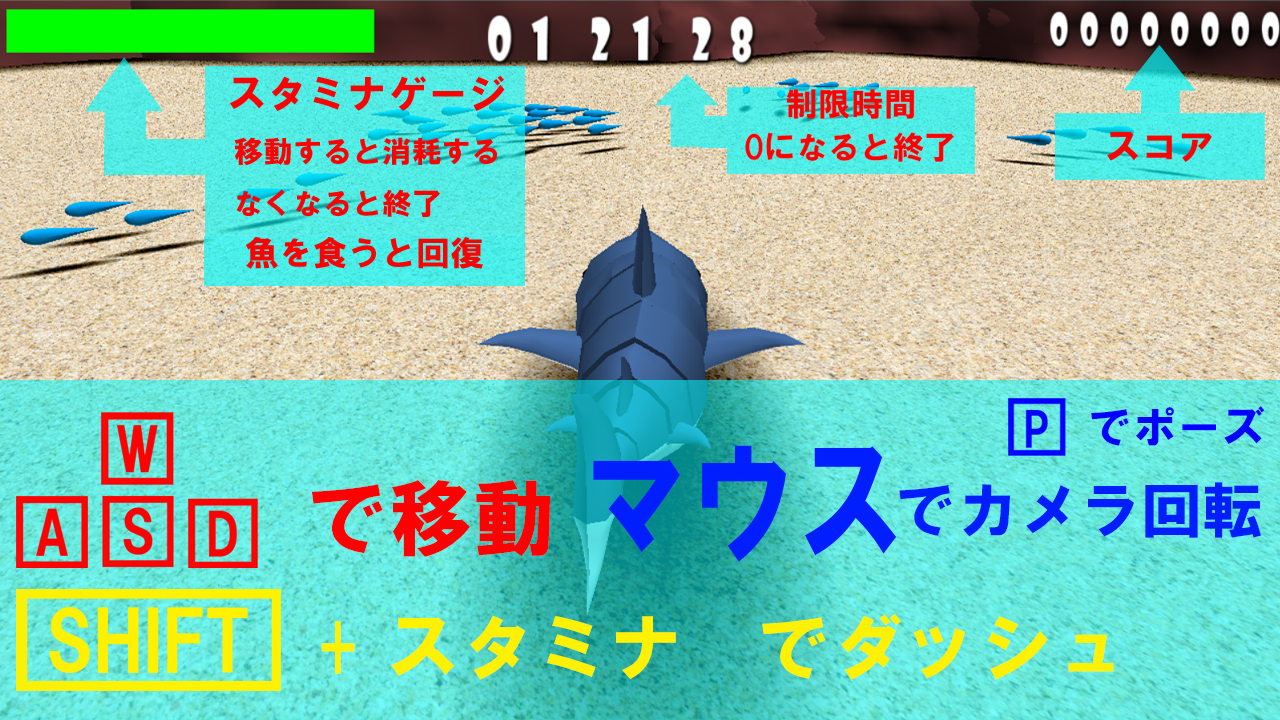 01 21 28
00000000
スタミナゲージ
移動すると消耗する
なくなると終了
魚を食うと回復
制限時間
0になると終了
スコア
P でポーズ
W
A S D で移動 マウスでカメラ回転
SHIFT + スタミナ でダッシュ